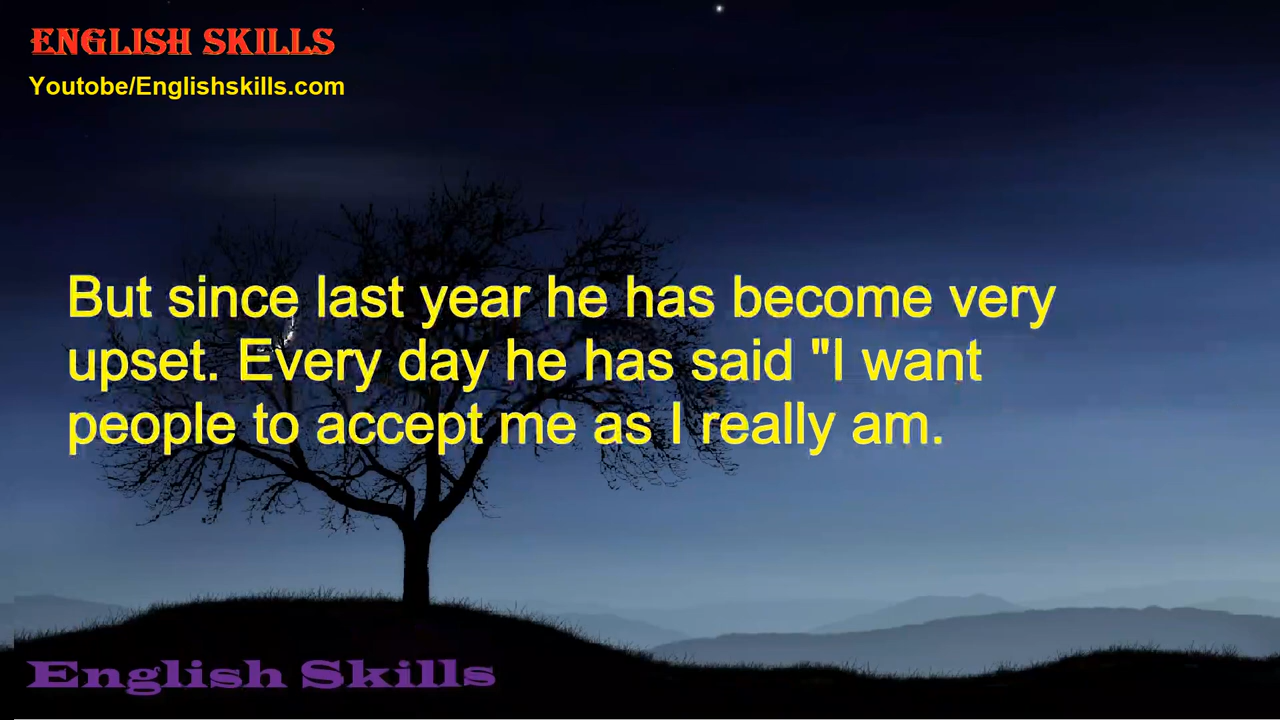 ENGLISH SKILLS
Youtobe/Englishskills.com
But since last year he has become very
upset. Every day he has said "I want
people to accept me as I really am.
English Skills